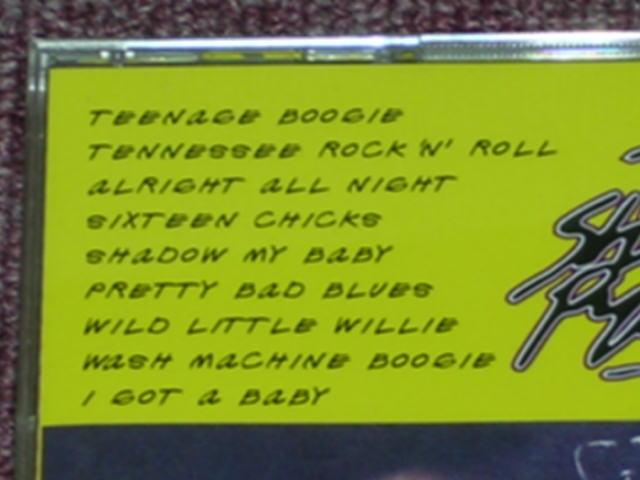 TEENAGE BOOGIE
TENNESSEE ROCK 'N' ROLL
ALRIGHT ALL NIGHT
SIXTEEN CHICKS
SHADOW MY BABY
PRETTY BAD BLUES
WILD LITTLE WILLIE
WASH MACHINE BOOGIE
I GOT A BABY